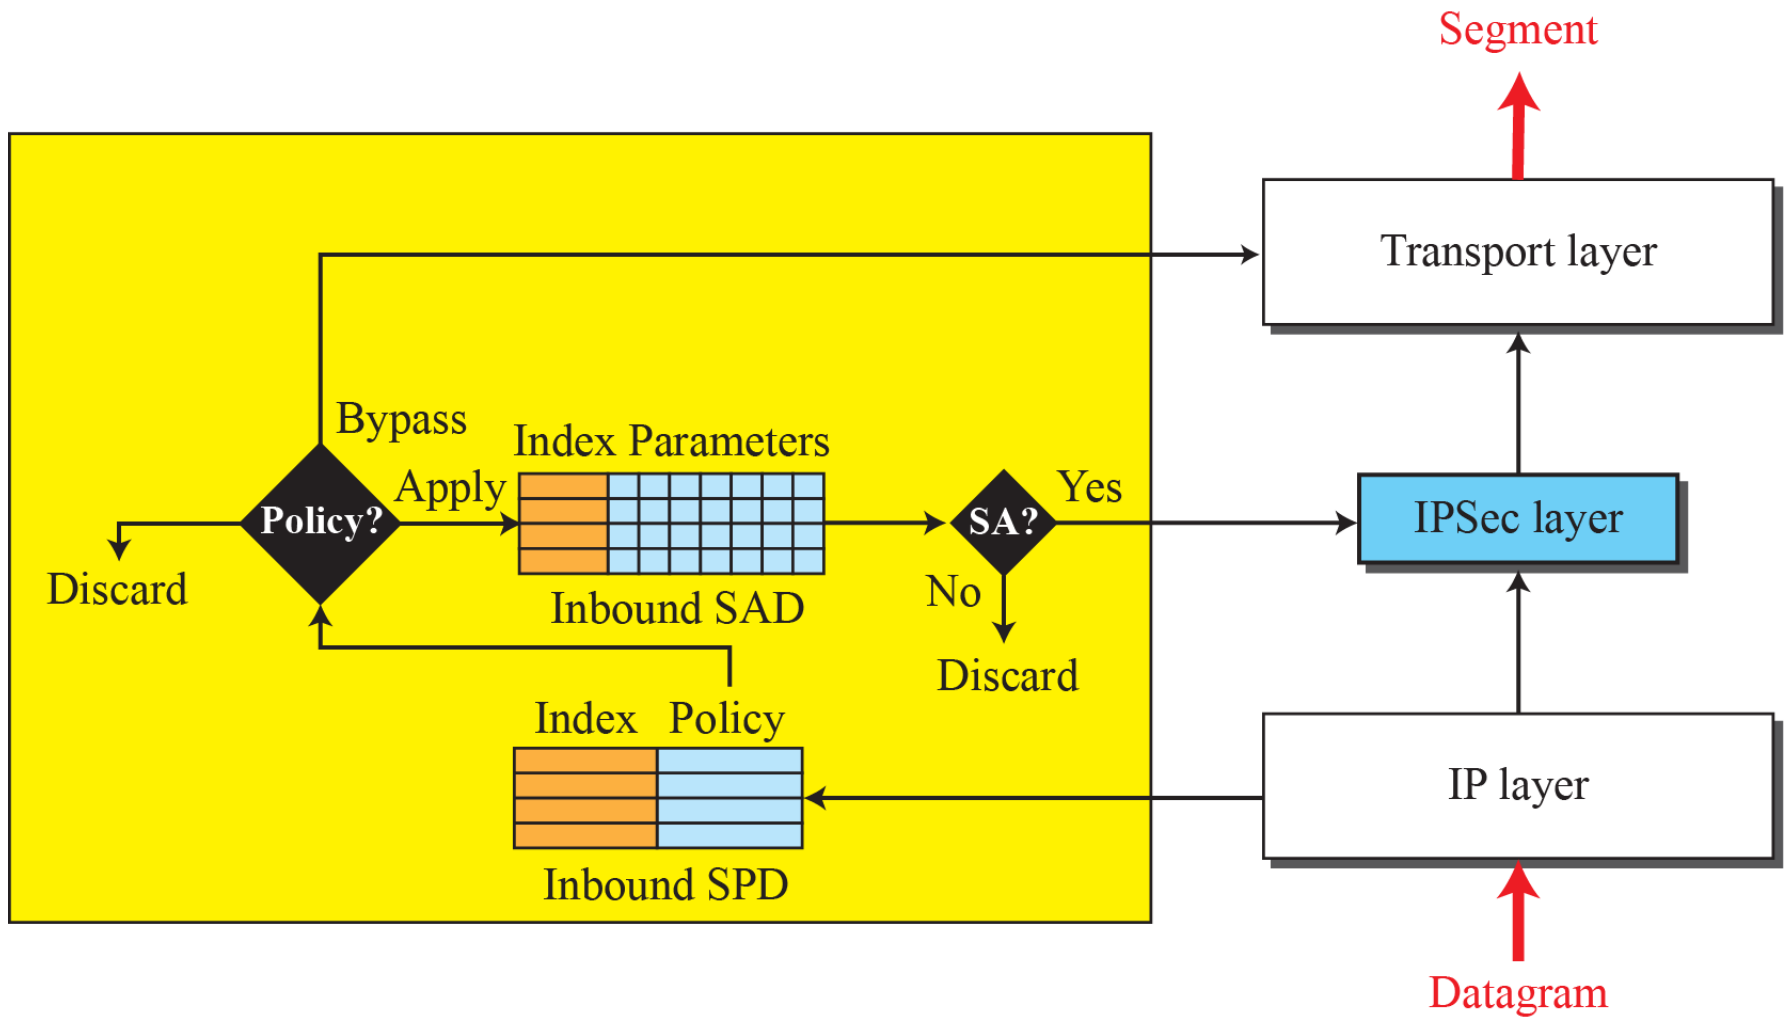 Segment
Transport layer
Bypass
Index Parameters
Apply
Yes
Policy?
SA?
IPSec layer
Discard
No
Inbound SAD
Discard
Index Policy
IP layer
Inbound SPD
Datagram